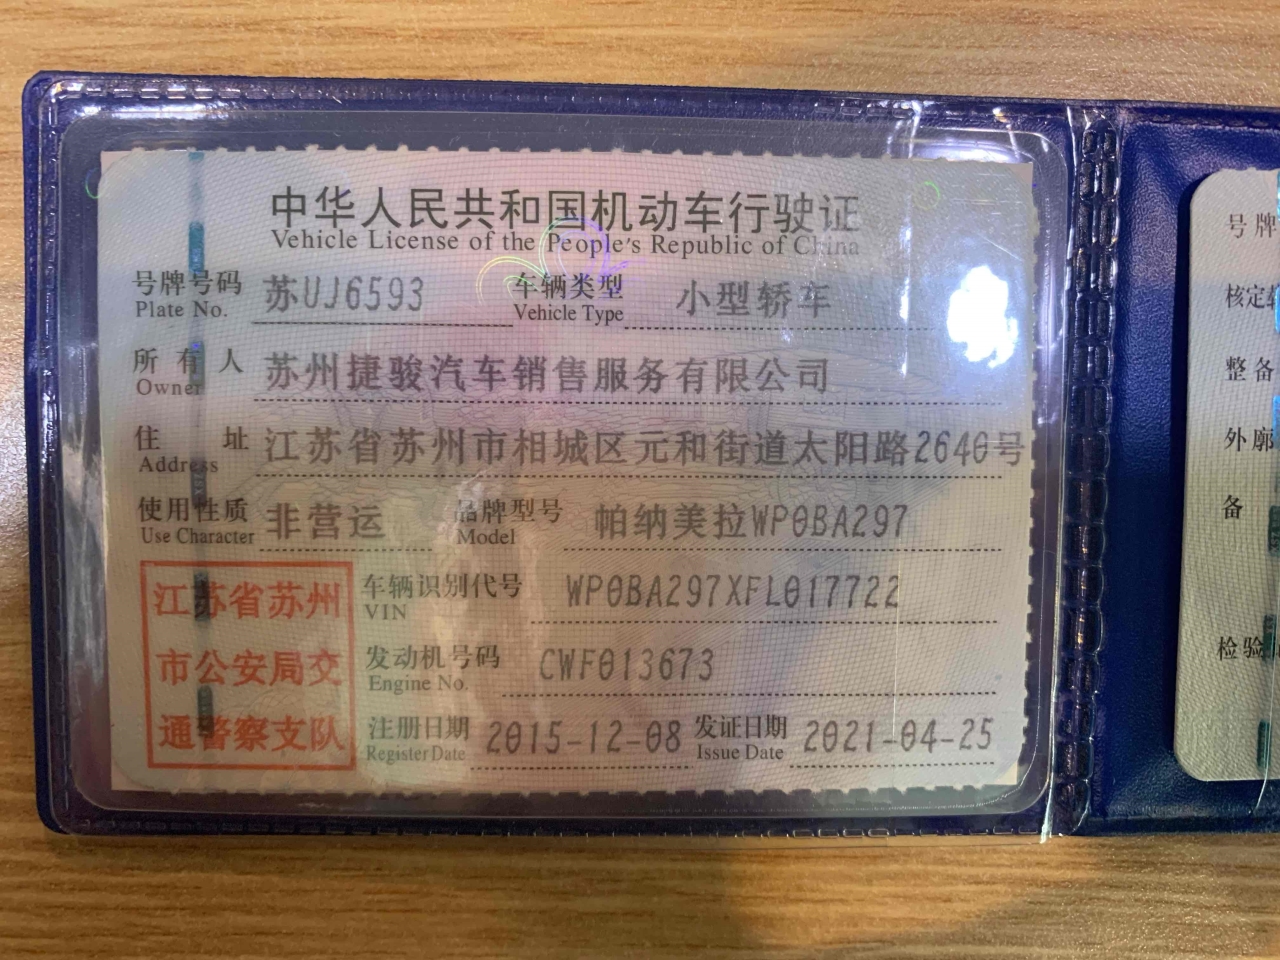 中华人民共和国机动车行驶证
Vehicle License of the People's Republic of China
号牌号码 苏UJ6593 车辆类型 小型轿车
Plate No. Vehicle Type
所有人 苏州捷骏汽车销售服务有限公司
Owner
住址 江苏省苏州市相城区元和街道太阳路2640号
Address
使用性质 非营运 品牌型号 帕纳美拉WP0BA297
Use Character Model
车辆识别代号 WP0BA297XFL017722
VIN
发动机号码 CWF013673
Engine No.
注册日期 2015-12-08 发证日期 2021-04-25
Register Date Issue Date
江苏省苏州
市公安局交
通警察支队
号牌
核定
整备
外廓
备
检验